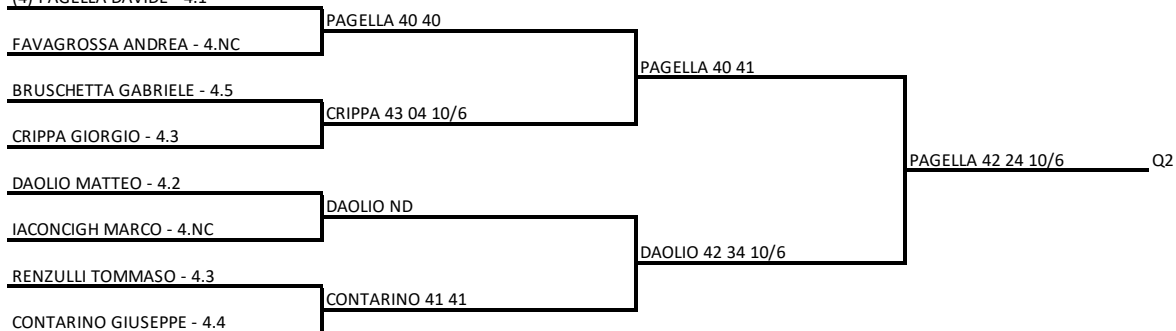 (4) PAGELLA DAVIDE - 4.1
PAGELLA 40 40
FAVAGROSSA ANDREA - 4.NC
PAGELLA 40 41
BRUSCHETTA GABRIELE - 4.5
CRIPPA 43 04 10/6
CRIPPA GIORGIO - 4.3
PAGELLA 42 24 10/6 Q2
DAOLIO MATTEO - 4.2
DAOLIO ND
IACONCIGH MARCO - 4.NC
DAOLIO 42 34 10/6
RENZULLI TOMMASO - 4.3
CONTARINO 41 41
CONTARINO GIUSEPPE - 4.4